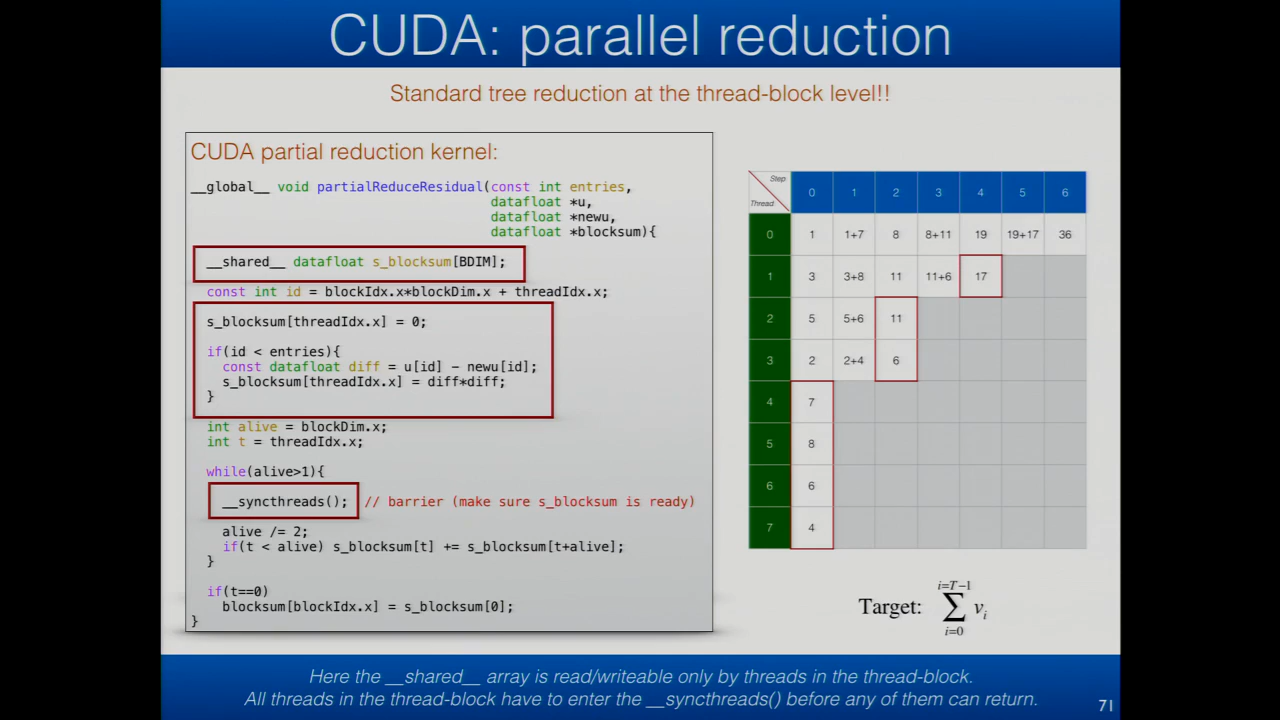 CUDA: parallel reduction
Standard tree reduction at the thread-block level!!
CUDA partial reduction kernel:
__global__ void partialReduceResidual(const int entries,
datafloat *u,
datafloat *newu,
datafloat *blocksum){
__shared__ datafloat s_blocksum[BDIM];
const int id = blockIdx.x*blockDim.x + threadIdx.x;
s_blocksum[threadIdx.x] = 0;
if(id < entries){
const datafloat diff = u[id] - newu[id];
s_blocksum[threadIdx.x] = diff*diff;
}
int alive = blockDim.x;
int t = threadIdx.x;
while(alive>1){
__syncthreads(); // barrier (make sure s_blocksum is ready)
alive /= 2;
if(t < alive) s_blocksum[t] += s_blocksum[t+alive];
}
if(t==0)
blocksum[blockIdx.x] = s_blocksum[0];
}
Step
Thread
0 1 2 3 4 5 6
0 1 1+7 8 8+11 19 19+17 36
1 3 3+8 11 11+6 17
2 5 5+6 11
3 2 2+4 6
4 7
5 8
6 6
7 4
i=T−1
Target: ∑ v_i
i=0
Here the __shared__ array is read/writeable only by threads in the thread-block.
All threads in the thread-block have to enter the __syncthreads() before any of them can return.
71